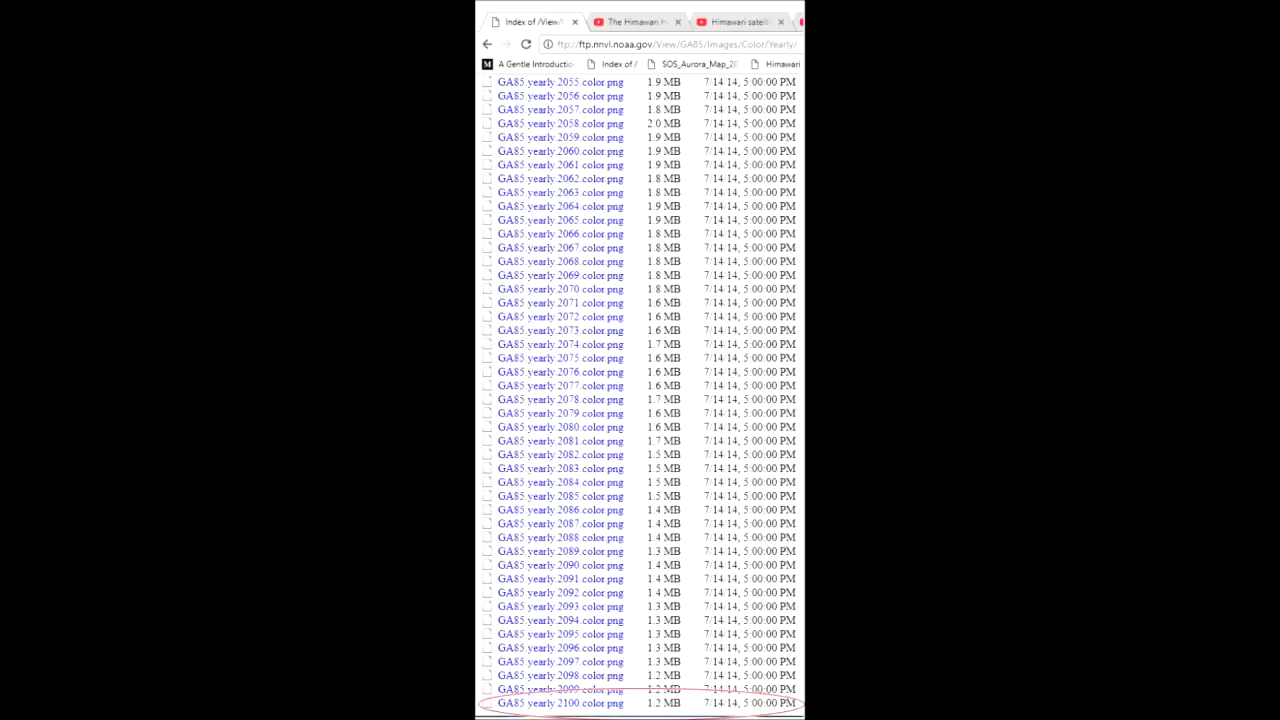 Index of /View/
The Himawari H
Himawari satell
ftp://ftp.nnvl.noaa.gov/View/GA85/Images/Color/Yearly/
M A Gentle Introduction
Index of /
SOS_Aurora_Map_20
Himawari
GA85.yearly.2055.color.png 1.9 MB 7/14/14, 5:00:00 PM
GA85.yearly.2056.color.png 1.9 MB 7/14/14, 5:00:00 PM
GA85.yearly.2057.color.png 1.8 MB 7/14/14, 5:00:00 PM
GA85.yearly.2058.color.png 2.0 MB 7/14/14, 5:00:00 PM
GA85.yearly.2059.color.png 1.9 MB 7/14/14, 5:00:00 PM
GA85.yearly.2060.color.png 1.9 MB 7/14/14, 5:00:00 PM
GA85.yearly.2061.color.png 1.9 MB 7/14/14, 5:00:00 PM
GA85.yearly.2062.color.png 1.8 MB 7/14/14, 5:00:00 PM
GA85.yearly.2063.color.png 1.8 MB 7/14/14, 5:00:00 PM
GA85.yearly.2064.color.png 1.9 MB 7/14/14, 5:00:00 PM
GA85.yearly.2065.color.png 1.9 MB 7/14/14, 5:00:00 PM
GA85.yearly.2066.color.png 1.8 MB 7/14/14, 5:00:00 PM
GA85.yearly.2067.color.png 1.8 MB 7/14/14, 5:00:00 PM
GA85.yearly.2068.color.png 1.8 MB 7/14/14, 5:00:00 PM
GA85.yearly.2069.color.png 1.8 MB 7/14/14, 5:00:00 PM
GA85.yearly.2070.color.png 1.8 MB 7/14/14, 5:00:00 PM
GA85.yearly.2071.color.png 1.6 MB 7/14/14, 5:00:00 PM
GA85.yearly.2072.color.png 1.6 MB 7/14/14, 5:00:00 PM
GA85.yearly.2073.color.png 1.6 MB 7/14/14, 5:00:00 PM
GA85.yearly.2074.color.png 1.7 MB 7/14/14, 5:00:00 PM
GA85.yearly.2075.color.png 1.6 MB 7/14/14, 5:00:00 PM
GA85.yearly.2076.color.png 1.6 MB 7/14/14, 5:00:00 PM
GA85.yearly.2077.color.png 1.6 MB 7/14/14, 5:00:00 PM
GA85.yearly.2078.color.png 1.7 MB 7/14/14, 5:00:00 PM
GA85.yearly.2079.color.png 1.6 MB 7/14/14, 5:00:00 PM
GA85.yearly.2080.color.png 1.6 MB 7/14/14, 5:00:00 PM
GA85.yearly.2081.color.png 1.7 MB 7/14/14, 5:00:00 PM
GA85.yearly.2082.color.png 1.5 MB 7/14/14, 5:00:00 PM
GA85.yearly.2083.color.png 1.5 MB 7/14/14, 5:00:00 PM
GA85.yearly.2084.color.png 1.5 MB 7/14/14, 5:00:00 PM
GA85.yearly.2085.color.png 1.5 MB 7/14/14, 5:00:00 PM
GA85.yearly.2086.color.png 1.4 MB 7/14/14, 5:00:00 PM
GA85.yearly.2087.color.png 1.4 MB 7/14/14, 5:00:00 PM
GA85.yearly.2088.color.png 1.4 MB 7/14/14, 5:00:00 PM
GA85.yearly.2089.color.png 1.3 MB 7/14/14, 5:00:00 PM
GA85.yearly.2090.color.png 1.4 MB 7/14/14, 5:00:00 PM
GA85.yearly.2091.color.png 1.4 MB 7/14/14, 5:00:00 PM
GA85.yearly.2092.color.png 1.4 MB 7/14/14, 5:00:00 PM
GA85.yearly.2093.color.png 1.3 MB 7/14/14, 5:00:00 PM
GA85.yearly.2094.color.png 1.3 MB 7/14/14, 5:00:00 PM
GA85.yearly.2095.color.png 1.3 MB 7/14/14, 5:00:00 PM
GA85.yearly.2096.color.png 1.3 MB 7/14/14, 5:00:00 PM
GA85.yearly.2097.color.png 1.3 MB 7/14/14, 5:00:00 PM
GA85.yearly.2098.color.png 1.2 MB 7/14/14, 5:00:00 PM
GA85.yearly.2099.color.png 1.2 MB 7/14/14, 5:00:00 PM
GA85.yearly.2100.color.png 1.2 MB 7/14/14, 5:00:00 PM